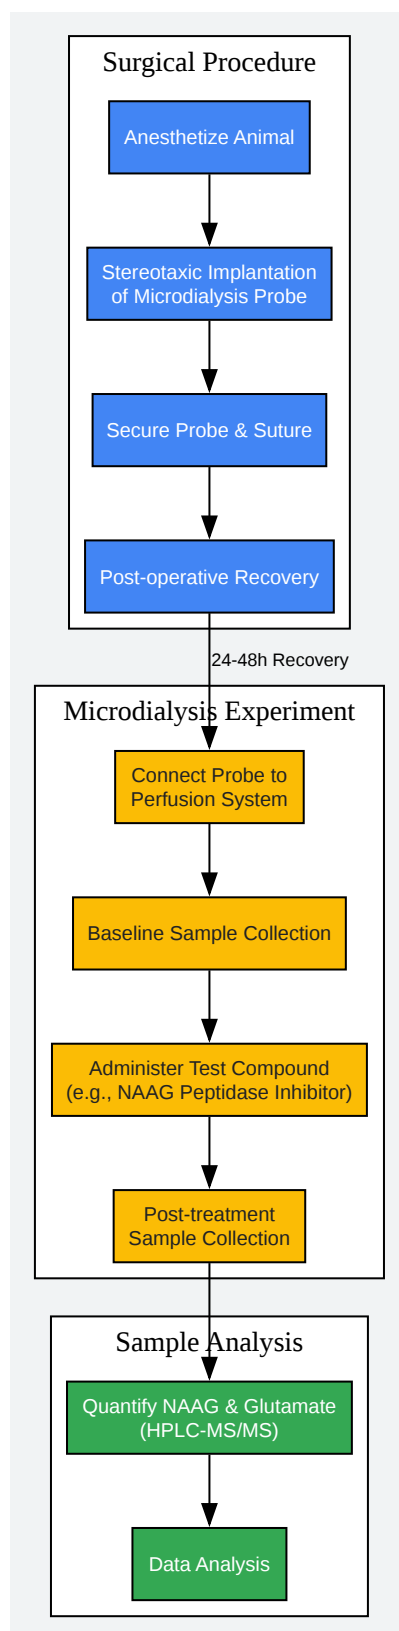 Surgical Procedure
Anesthetize Animal
Stereotaxic Implantation
of Microdialysis Probe
Secure Probe & Suture
Post-operative Recovery
24-48h Recovery
Microdialysis Experiment
Connect Probe to
Perfusion System
Baseline Sample Collection
Administer Test Compound
(e.g., NAAG Peptidase Inhibitor)
Post-treatment
Sample Collection
Sample Analysis
Quantify NAAG & Glutamate
(HPLC-MS/MS)
Data Analysis